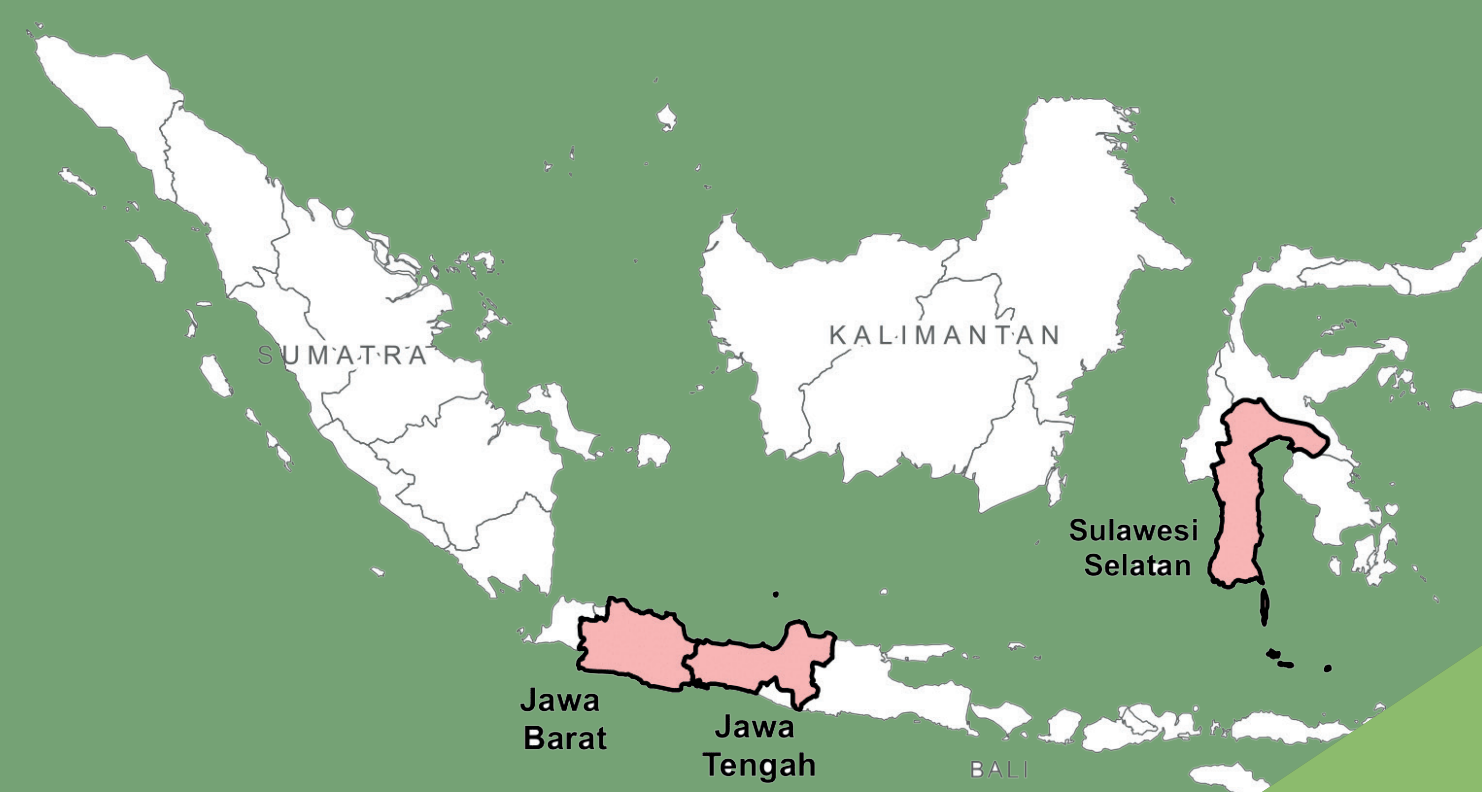 SUMATRA
KALIMANTAN
Sulawesi
Selatan
Jawa
Barat
Jawa
Tengah
BALI